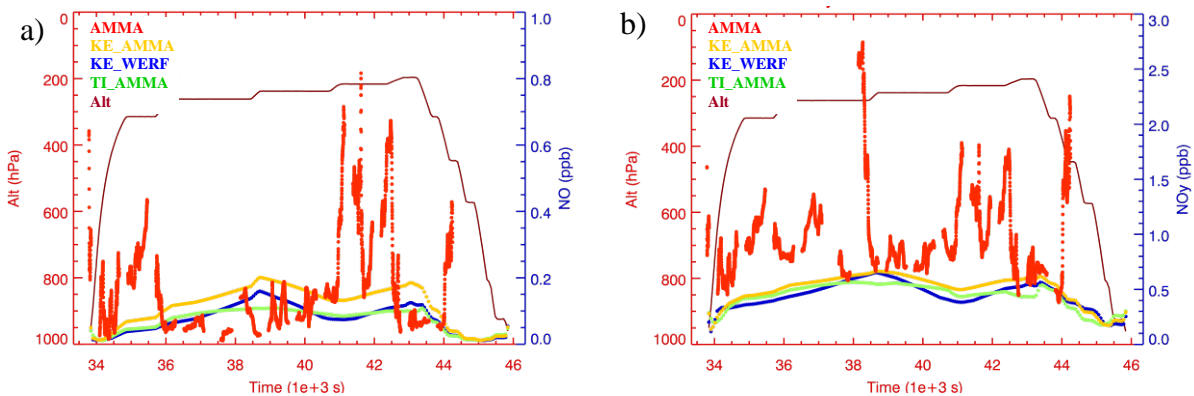 a)
AMMA
KE_AMMA
KE_WERF
TI_AMMA
Alt
0
200
400
600
800
1000
Alt (hPa)
1.0
0.8
0.6
0.4
0.2
0.0
NO (ppb)
34 36 38 40 42 44 46
Time (1e+3 s)
b)
AMMA
KE_AMMA
KE_WERF
TI_AMMA
Alt
0
200
400
600
800
1000
Alt (hPa)
3.0
2.5
2.0
1.5
1.0
0.5
0.0
NOy (ppb)
34 36 38 40 42 44 46
Time (1e+3 s)